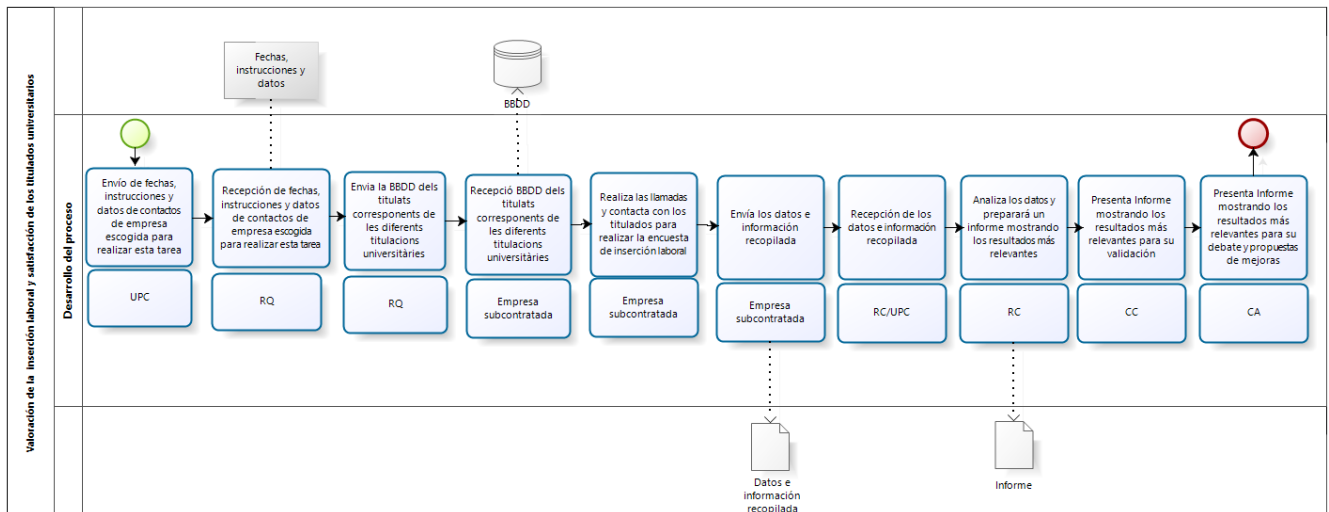 Valoración de la inserción laboral y satisfacción de los titulados universitarios
Desarrollo del proceso
Fechas,
instrucciones y
datos
BBDD
Envío de fechas,
instrucciones y
datos de contactos
de empresa
escogida para
realizar esta tarea
UPC
Recepción de fechas,
instrucciones y datos
de contactos de
empresa escogida
para realizar esta tarea
RQ
Envia la BBDD dels
titulats
corresponents de
les diferents
titulacions
universitàries
RQ
Recepció BBDD dels
titulats
corresponents de
les diferents
titulacions
universitàries
Empresa
subcontratada
Realiza las llamadas
y contacta con los
titulados para
realizar la encuesta
de inserción laboral
Empresa
subcontratada
Envía los datos e
información
recopilada
Empresa
subcontratada
Recepción de los
datos e información
recopilada
RC/UPC
Analiza los datos y
preparará un
informe mostrando
los resultados más
relevantes
RC
Presenta Informe
mostrando los
resultados más
relevantes para su
validación
CC
Presenta Informe
mostrando los
resultados más
relevantes para su
debate y propuestas
de mejoras
CA
Datos e
información
recopilada
Informe